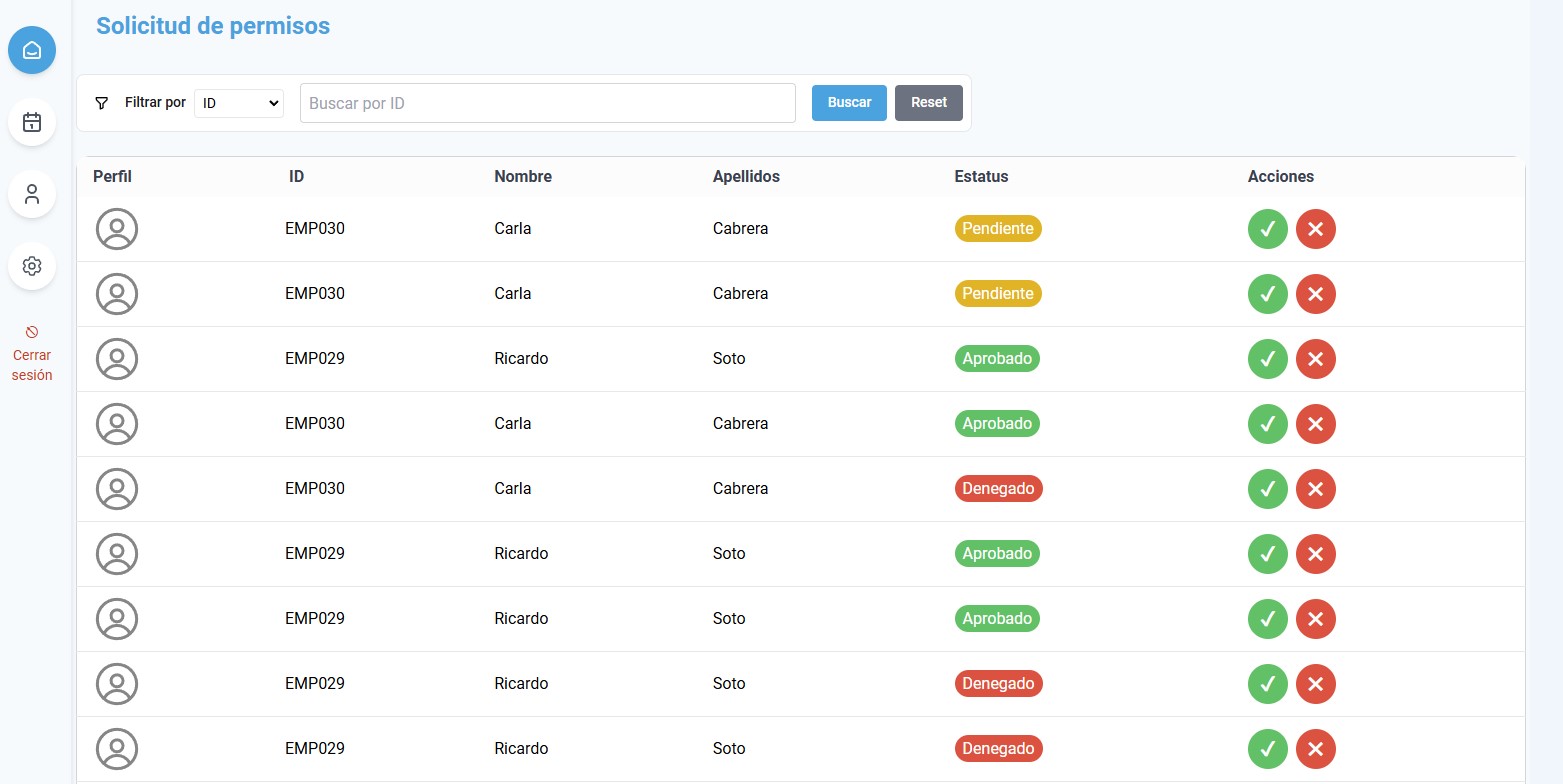 Solicitud de permisos
Filtrar por ID Buscar por ID Buscar Reset
Cerrar
sesión
Perfil ID Nombre Apellidos Estatus Acciones
EMP030 Carla Cabrera Pendiente
EMP030 Carla Cabrera Pendiente
EMP029 Ricardo Soto Aprobado
EMP030 Carla Cabrera Aprobado
EMP030 Carla Cabrera Denegado
EMP029 Ricardo Soto Aprobado
EMP029 Ricardo Soto Aprobado
EMP029 Ricardo Soto Denegado
EMP029 Ricardo Soto Denegado